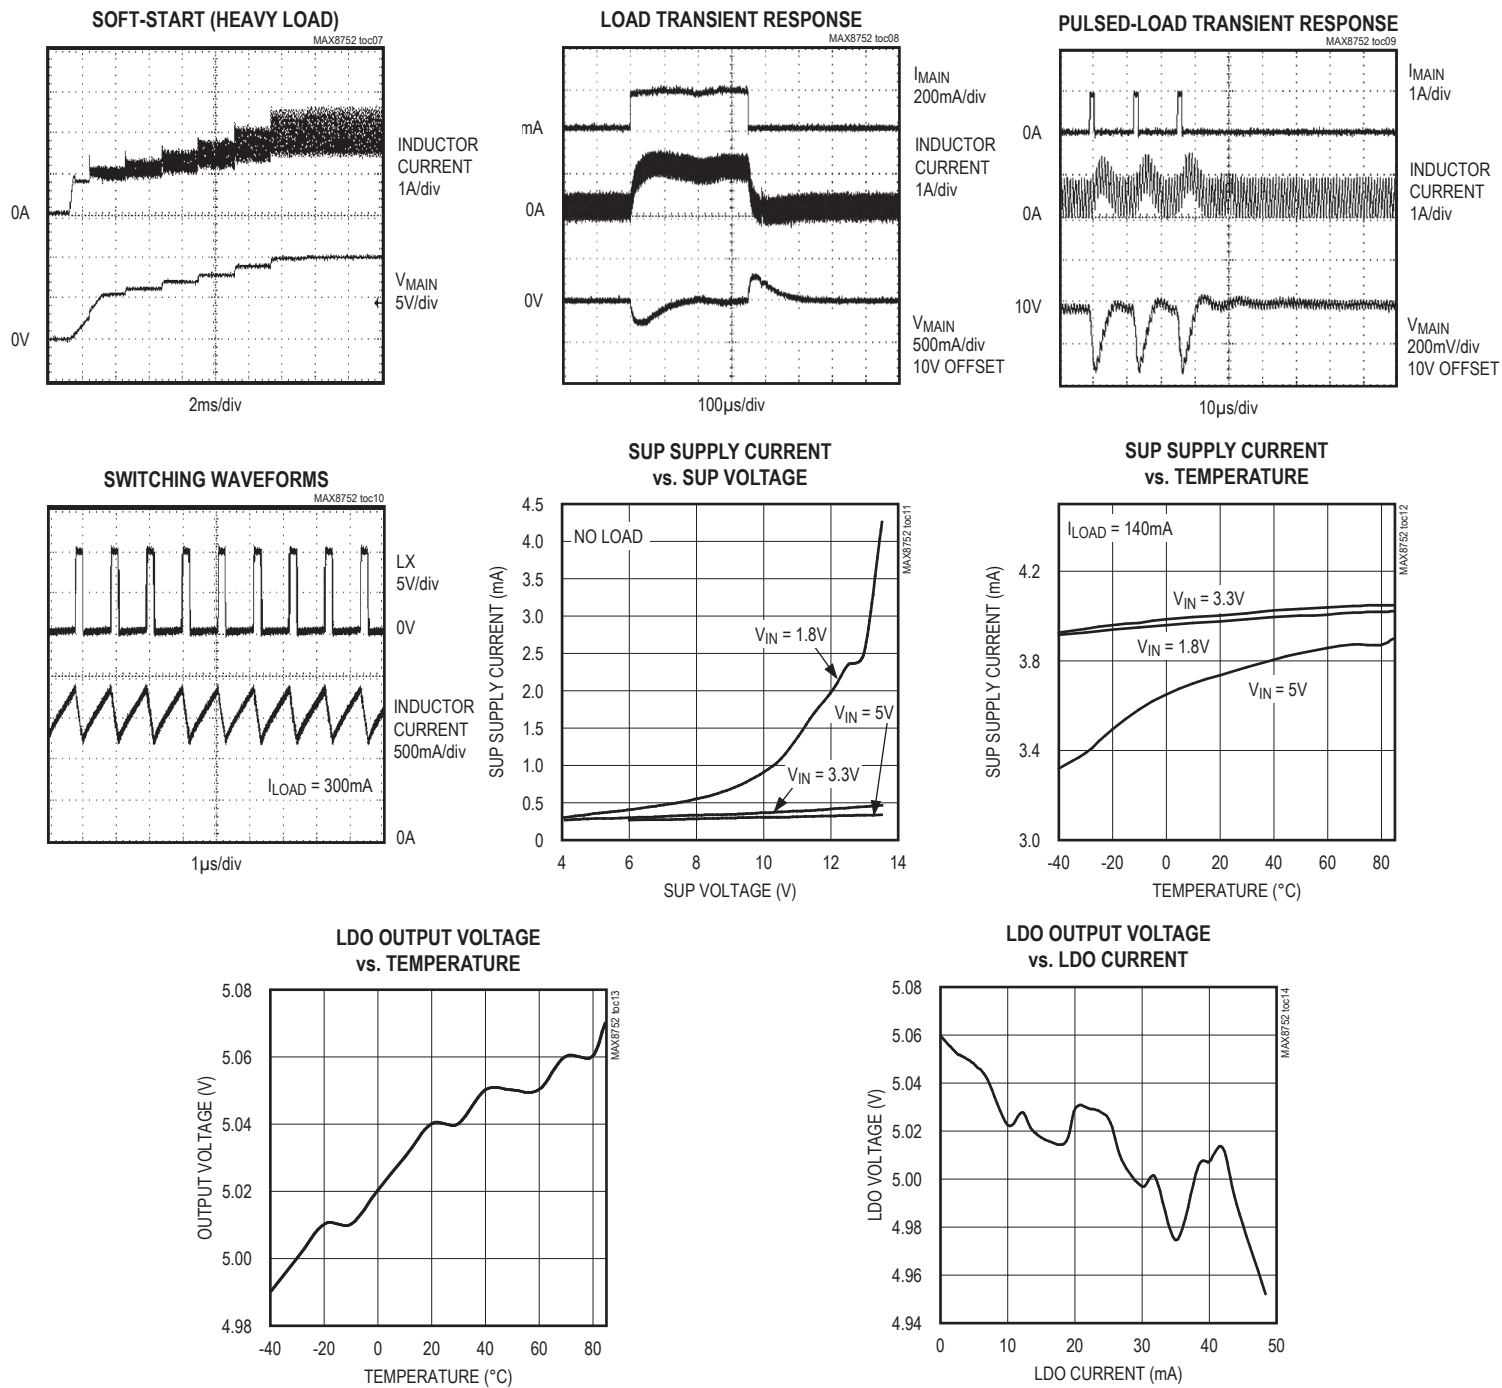 SOFT-START (HEAVY LOAD)
MAX8752 toc07
INDUCTOR
CURRENT
1A/div
0A
VMAIN
5V/div
0V
2ms/div
LOAD TRANSIENT RESPONSE
MAX8752 toc08
IMAIN
200mA/div
mA
INDUCTOR
CURRENT
1A/div
0A
0V
VMAIN
500mA/div
10V OFFSET
100µs/div
PULSED-LOAD TRANSIENT RESPONSE
MAX8752 toc09
IMAIN
1A/div
0A
INDUCTOR
CURRENT
1A/div
0A
10V
VMAIN
200mV/div
10V OFFSET
10µs/div
SWITCHING WAVEFORMS
MAX8752 toc10
LX
5V/div
0V
INDUCTOR
CURRENT
500mA/div
ILOAD = 300mA
0A
1µs/div
SUP SUPPLY CURRENT
vs. SUP VOLTAGE
MAX8752 toc11
NO LOAD
SUP SUPPLY CURRENT (mA)
4.5
4.0
3.5
3.0
2.5
2.0
1.5
1.0
0.5
0
VIN = 1.8V
VIN = 5V
VIN = 3.3V
4 6 8 10 12 14
SUP VOLTAGE (V)
SUP SUPPLY CURRENT
vs. TEMPERATURE
MAX8752 toc12
ILOAD = 140mA
SUP SUPPLY CURRENT (mA)
4.2
3.8
3.4
3.0
VIN = 3.3V
VIN = 1.8V
VIN = 5V
-40 -20 0 20 40 60 80
TEMPERATURE (°C)
LDO OUTPUT VOLTAGE
vs. TEMPERATURE
MAX8752 toc13
OUTPUT VOLTAGE (V)
5.08
5.06
5.04
5.02
5.00
4.98
-40 -20 0 20 40 60 80
TEMPERATURE (°C)
LDO OUTPUT VOLTAGE
vs. LDO CURRENT
MAX8752 toc14
LDO VOLTAGE (V)
5.08
5.06
5.04
5.02
5.00
4.98
4.96
4.94
0 10 20 30 40 50
LDO CURRENT (mA)